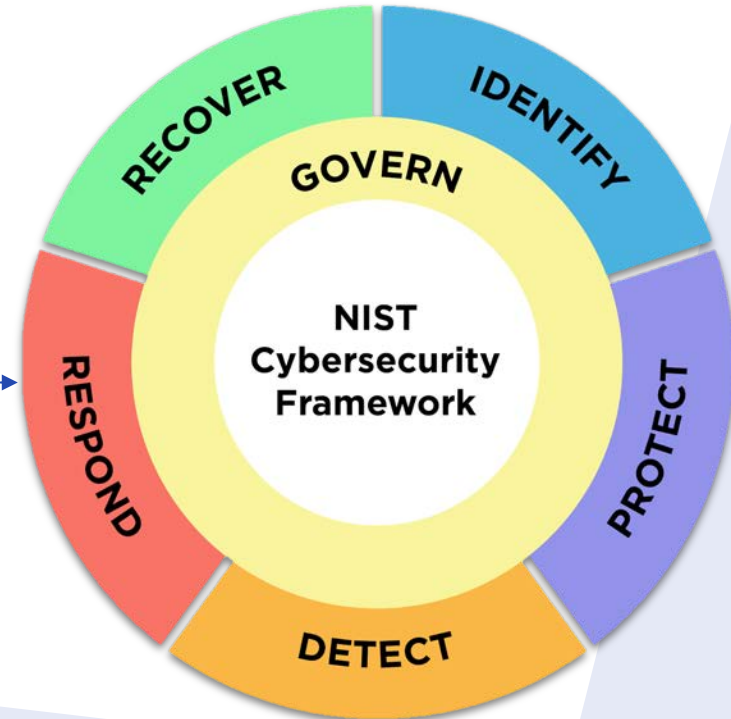 RECOVER
IDENTIFY
GOVERN
NIST
Cybersecurity
Framework
RESPOND
PROTECT
DETECT